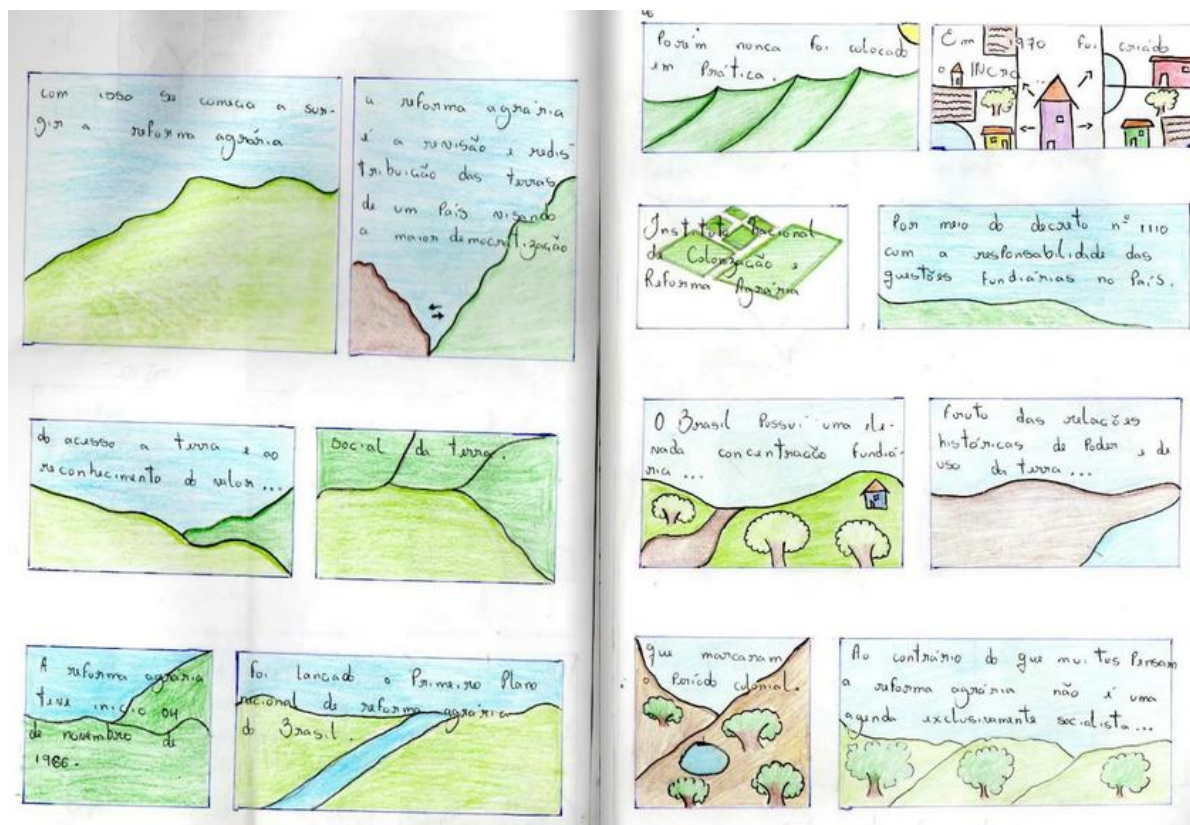 com isso se começa a sur-
gir a reforma agrária
a reforma agrária
é a revisão e redis
tribuição das terras
de um País visando
a maior democratização
do acesso a terra e ao
reconhecimento do valor...
social da terra.
A reforma agrária
teve inicio 04
de novembro de
1966.
Foi lançado o Primeiro Plano
nacional de reforma agrária
do Brasil.
Porém nunca foi colocado
em Prática.
Em 1970 foi criado
o INCRA...
Instituto Nacional
de Colonização e
Reforma Agrária
Por meio do decreto nº 1110
com a responsabilidade das
questões fundiárias no País.
O Brasil Possuí uma ele-
vada concentração fundiá-
ria...
fruto das relações
históricas de Poder e de
uso da terra...
que marcaram
o Período colonial.
Ao contrário do que muitos Pensam
a reforma agrária não é uma
agenda exclusivamente socialista...